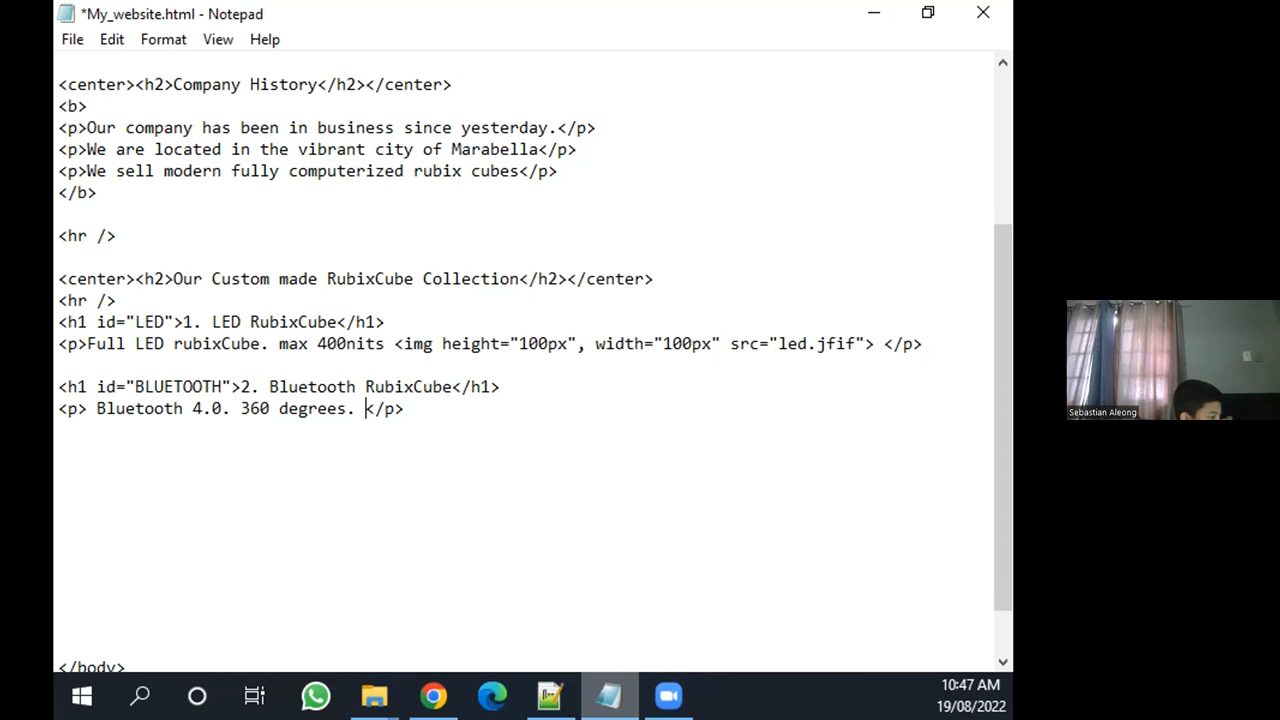 *My_website.html - Notepad
File Edit Format View Help
<center><h2>Company History</h2></center>
<b>
<p>Our company has been in business since yesterday.</p>
<p>We are located in the vibrant city of Marabella</p>
<p>We sell modern fully computerized rubix cubes</p>
</b>
<hr />
<center><h2>Our Custom made RubixCube Collection</h2></center>
<hr />
<h1 id="LED">1. LED RubixCube</h1>
<p>Full LED rubixCube. max 400nits <img height="100px", width="100px" src="led.jfif"> </p>
<h1 id="BLUETOOTH">2. Bluetooth RubixCube</h1>
<p> Bluetooth 4.0. 360 degrees. </p>
</body>
Sebastian Aleong
10:47 AM
19/08/2022